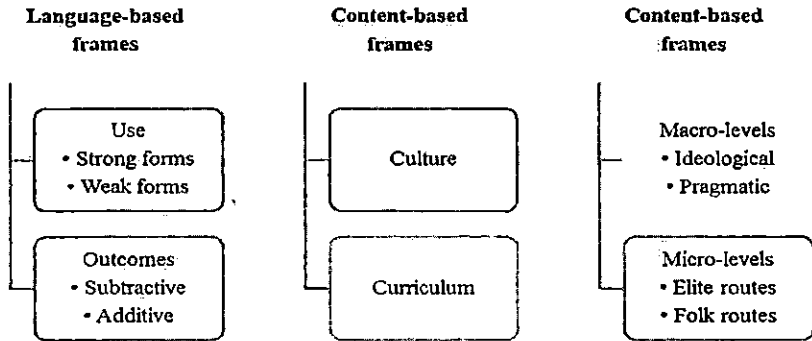 Language-based
frames
Use
• Strong forms
• Weak forms
Outcomes
• Subtractive
• Additive
Content-based
frames
Culture
Curriculum
Content-based
frames
Macro-levels
• Ideological
• Pragmatic
Micro-levels
• Elite routes
• Folk routes